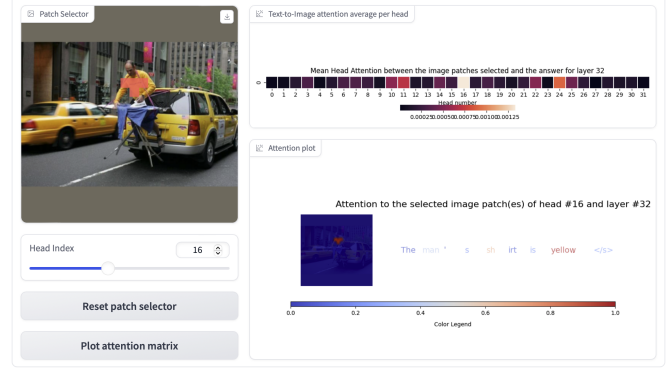 Patch Selector
Text-to-Image attention average per head
Mean Head Attention between the image patches selected and the answer for layer 32
0
0 1 2 3 4 5 6 7 8 9 10 11 12 13 14 15 16 17 18 19 20 21 22 23 24 25 26 27 28 29 30 31
Head number
0.00025 0.00050 0.00075 0.00100 0.00125
Attention plot
Attention to the selected image patch(es) of head #16 and layer #32
The man ' s sh irt is yellow </s>
0.0 0.2 0.4 0.6 0.8 1.0
Color Legend
Head Index
16
Reset patch selector
Plot attention matrix